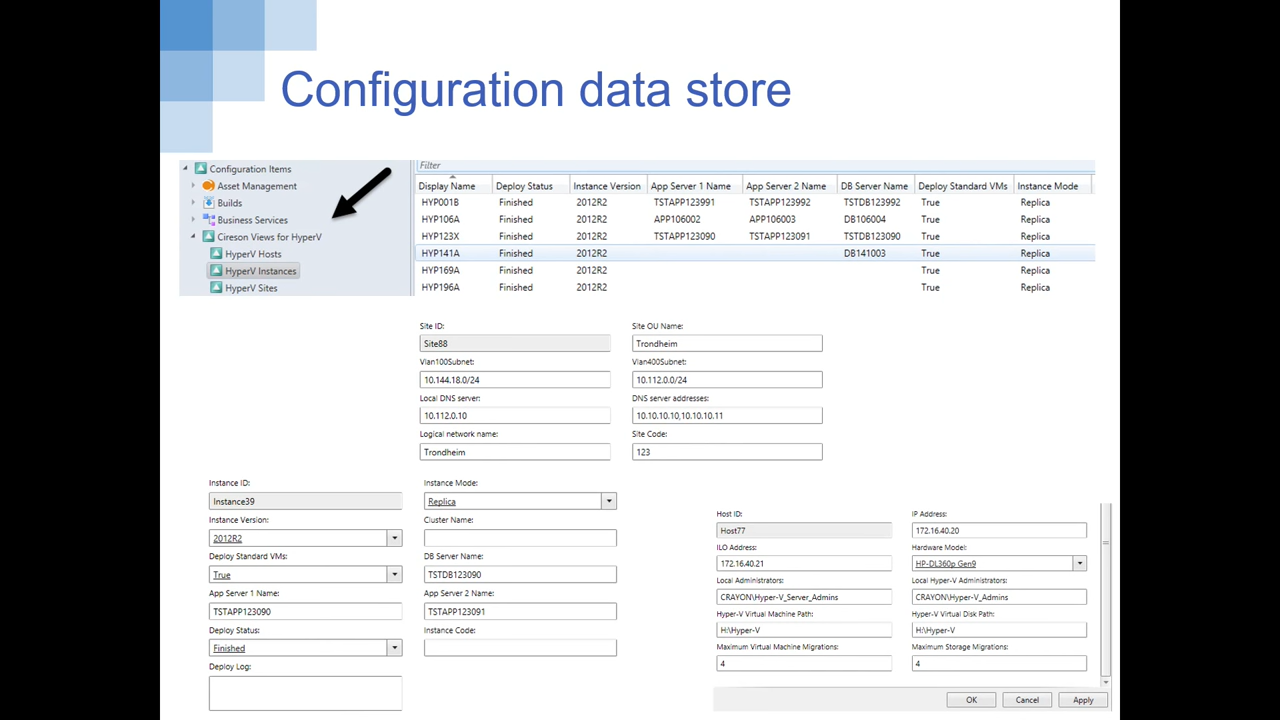 Configuration data store
Configuration Items
Asset Management
Builds
Business Services
Cireson Views for HyperV
HyperV Hosts
HyperV Instances
HyperV Sites
Filter
Display Name Deploy Status Instance Version App Server 1 Name App Server 2 Name DB Server Name Deploy Standard VMs Instance Mode
HYP001B Finished 2012R2 TSTAPP123991 TSTAPP123992 TSTDB123992 True Replica
HYP106A Finished 2012R2 APP106002 APP106003 DB106004 True Replica
HYP123X Finished 2012R2 TSTAPP123090 TSTAPP123091 TSTDB123090 True Replica
HYP141A Finished 2012R2 DB141003 True Replica
HYP169A Finished 2012R2 True Replica
HYP196A Finished 2012R2 True Replica
Site ID: Site OU Name:
Site88 Trondheim
Vlan100Subnet: Vlan400Subnet:
10.144.18.0/24 10.112.0.0/24
Local DNS server: DNS server addresses:
10.112.0.10 10.10.10.10,10.10.10.11
Logical network name: Site Code:
Trondheim 123
Instance ID: Instance Mode:
Instance39 Replica
Instance Version: Cluster Name:
2012R2
Deploy Standard VMs: DB Server Name:
True TSTDB123090
App Server 1 Name: App Server 2 Name:
TSTAPP123090 TSTAPP123091
Deploy Status: Instance Code:
Finished
Deploy Log:
Host ID: IP Address:
Host77 172.16.40.20
ILO Address: Hardware Model:
172.16.40.21 HP-DL360p Gen9
Local Administrators: Local Hyper-V Administrators:
CRAYON\Hyper-V_Server_Admins CRAYON\Hyper-V_Admins
Hyper-V Virtual Machine Path: Hyper-V Virtual Disk Path:
H:\Hyper-V H:\Hyper-V
Maximum Virtual Machine Migrations: Maximum Storage Migrations:
4 4
OK Cancel Apply